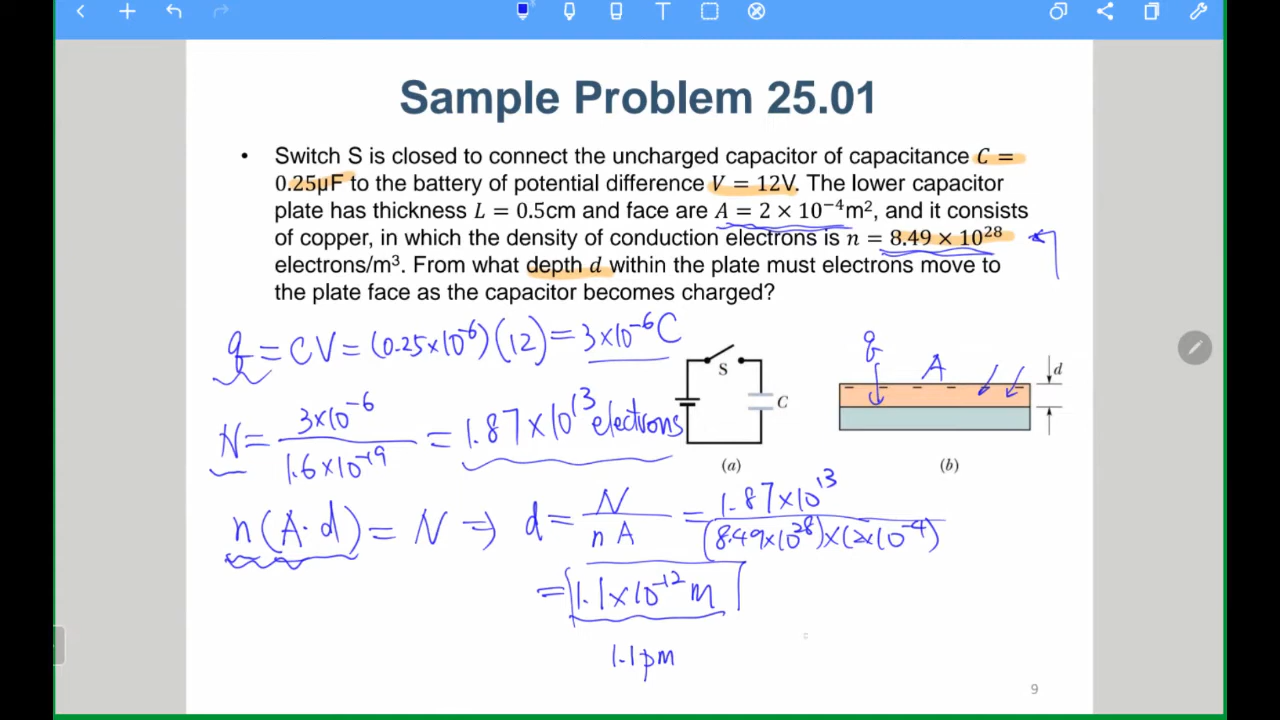 Sample Problem 25.01
• Switch S is closed to connect the uncharged capacitor of capacitance C =
0.25μF to the battery of potential difference V = 12V. The lower capacitor
plate has thickness L = 0.5cm and face are A = 2 × 10⁻⁴m², and it consists
of copper, in which the density of conduction electrons is n = 8.49 × 10²⁸
electrons/m³. From what depth d within the plate must electrons move to
the plate face as the capacitor becomes charged?
q = CV = (0.25×10⁻⁶)(12) = 3×10⁻⁶C
N = 3×10⁻⁶ / 1.6×10⁻¹⁹ = 1.87×10¹³ electrons
S
C
(a)
q
A
d
(b)
n(A·d) = N ⇒ d = N / nA = 1.87×10¹³ / (8.49×10²⁸)×(2×10⁻⁴)
= 1.1×10⁻¹² m
1.1pm
9